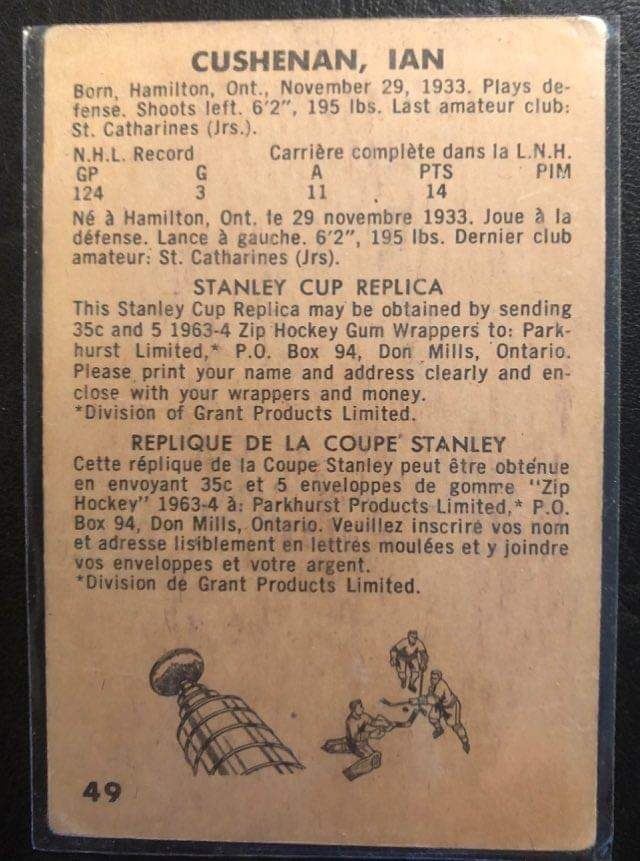 CUSHENAN, IAN
Born, Hamilton, Ont., November 29, 1933. Plays de-
fense. Shoots left. 6'2", 195 lbs. Last amateur club:
St. Catharines (Jrs.).
N.H.L. Record Carrière complète dans la L.N.H.
GP G A PTS PIM
124 3 11 14
Né à Hamilton, Ont. le 29 novembre 1933. Joue à la
défense. Lance à gauche. 6'2", 195 lbs. Dernier club
amateur: St. Catharines (Jrs).
STANLEY CUP REPLICA
This Stanley Cup Replica may be obtained by sending
35c and 5 1963-4 Zip Hockey Gum Wrappers to: Park-
hurst Limited,* P.O. Box 94, Don Mills, Ontario.
Please print your name and address clearly and en-
close with your wrappers and money.
*Division of Grant Products Limited.
REPLIQUE DE LA COUPE STANLEY
Cette réplique de la Coupe Stanley peut être obtenue
en envoyant 35c et 5 enveloppes de gomme "Zip
Hockey" 1963-4 à: Parkhurst Products Limited,* P.O.
Box 94, Don Mills, Ontario. Veuillez inscrire vos nom
et adresse lisiblement en lettres moulées et y joindre
vos enveloppes et votre argent.
*Division de Grant Products Limited.
49